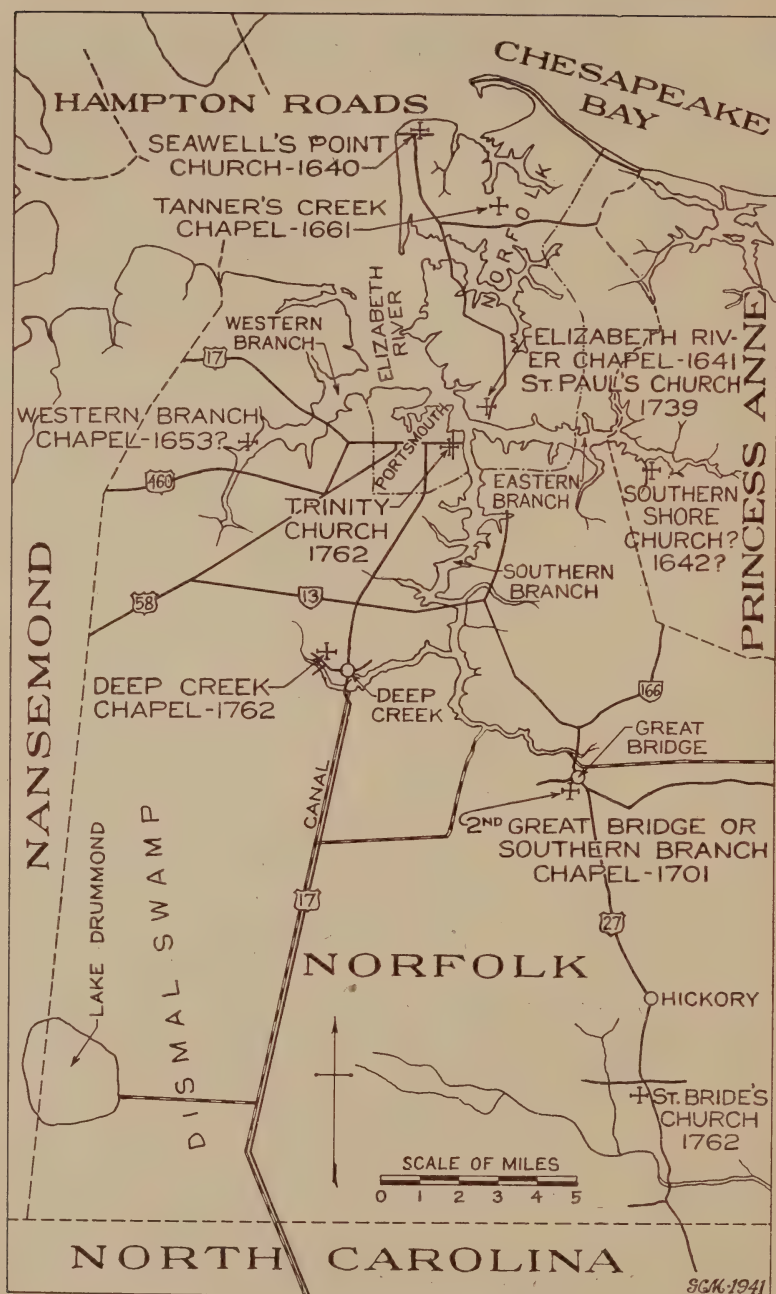 CHESAPEAKE
BAY
HAMPTON ROADS
SEAWELL'S POINT
CHURCH-1640
TANNER'S CREEK
CHAPEL-1661
NORFOLK
ELIZABETH
RIVER
WESTERN
BRANCH
17
ELIZABETH RIV-
ER CHAPEL-1641
ST. PAUL'S CHURCH
1739
PRINCESS ANNE
WESTERN BRANCH
CHAPEL-1653?
PORTSMOUTH
460
TRINITY
CHURCH
1762
EASTERN
BRANCH
SOUTHERN
SHORE
CHURCH?
1642?
NANSEMOND
58
13
SOUTHERN
BRANCH
DEEP CREEK
CHAPEL-1762
DEEP
CREEK
166
GREAT
BRIDGE
CANAL
2ND GREAT BRIDGE OR
SOUTHERN BRANCH
CHAPEL-1701
17
27
LAKE DRUMMOND
DISMAL SWAMP
NORFOLK
HICKORY
ST. BRIDE'S
CHURCH
1762
SCALE OF MILES
0 1 2 3 4 5
NORTH CAROLINA
GCM-1941